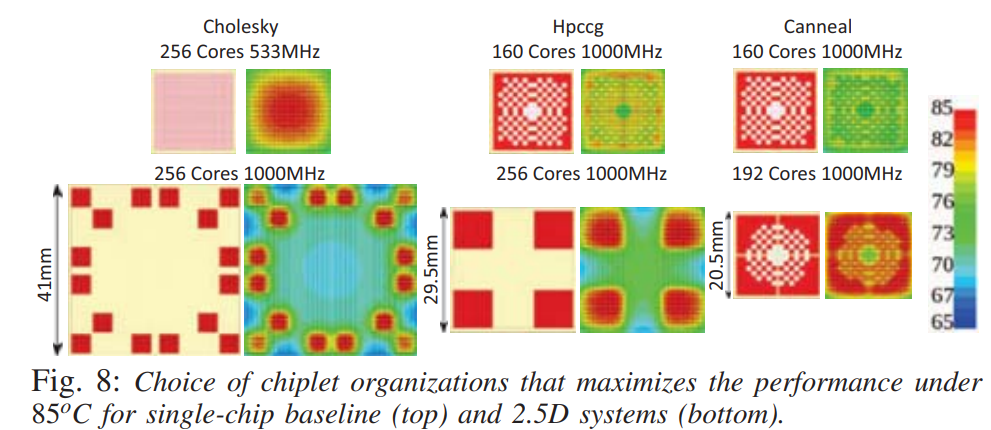 Cholesky
256 Cores 533MHz
Hpccg
160 Cores 1000MHz
Canneal
160 Cores 1000MHz
256 Cores 1000MHz
256 Cores 1000MHz
192 Cores 1000MHz
41mm
29.5mm
20.5mm
85
82
79
76
73
70
67
65
Fig. 8: Choice of chiplet organizations that maximizes the performance under
85°C for single-chip baseline (top) and 2.5D systems (bottom).